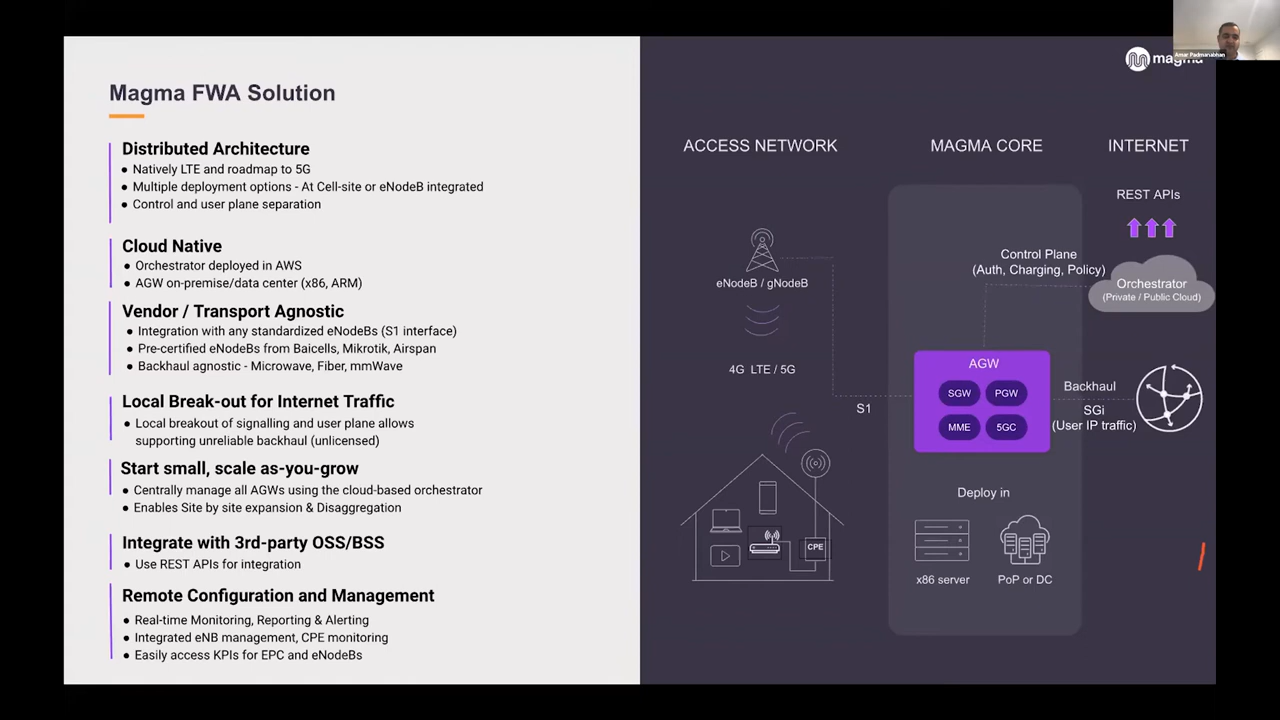 Magma FWA Solution
Distributed Architecture
● Natively LTE and roadmap to 5G
● Multiple deployment options - At Cell-site or eNodeB integrated
● Control and user plane separation
Cloud Native
● Orchestrator deployed in AWS
● AGW on-premise/data center (x86, ARM)
Vendor / Transport Agnostic
● Integration with any standardized eNodeBs (S1 interface)
● Pre-certified eNodeBs from Baicells, Mikrotik, Airspan
● Backhaul agnostic - Microwave, Fiber, mmWave
Local Break-out for Internet Traffic
● Local breakout of signalling and user plane allows
supporting unreliable backhaul (unlicensed)
Start small, scale as-you-grow
● Centrally manage all AGWs using the cloud-based orchestrator
● Enables Site by site expansion & Disaggregation
Integrate with 3rd-party OSS/BSS
● Use REST APIs for integration
Remote Configuration and Management
● Real-time Monitoring, Reporting & Alerting
● Integrated eNB management, CPE monitoring
● Easily access KPIs for EPC and eNodeBs
Amar Padmanabhan
magma
ACCESS NETWORK
MAGMA CORE
INTERNET
REST APIs
eNodeB / gNodeB
Control Plane
(Auth, Charging, Policy)
Orchestrator
(Private / Public Cloud)
4G LTE / 5G
S1
AGW
SGW
PGW
MME
5GC
Backhaul
SGi
(User IP traffic)
Deploy in
CPE
x86 server
PoP or DC